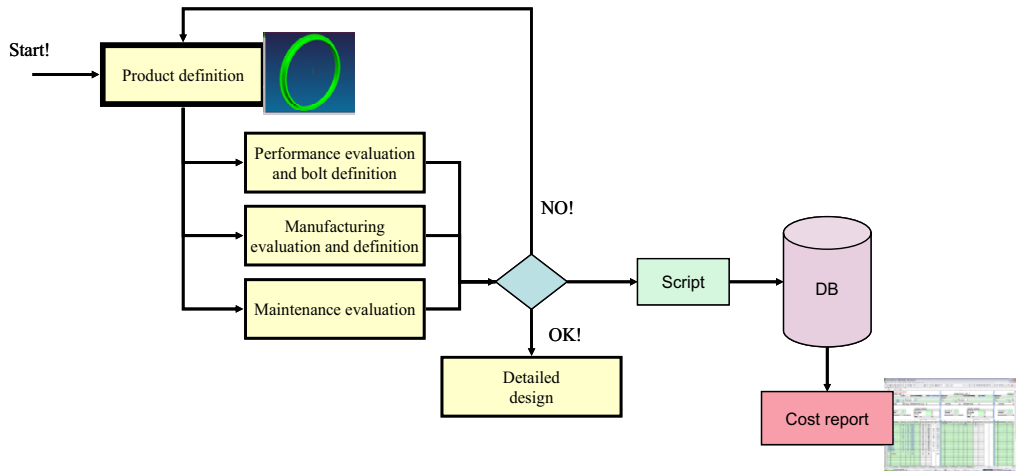 Start!
Product definition
Performance evaluation
and bolt definition
NO!
Manufacturing
evaluation and definition
Script
DB
Maintenance evaluation
OK!
Detailed
design
Cost report